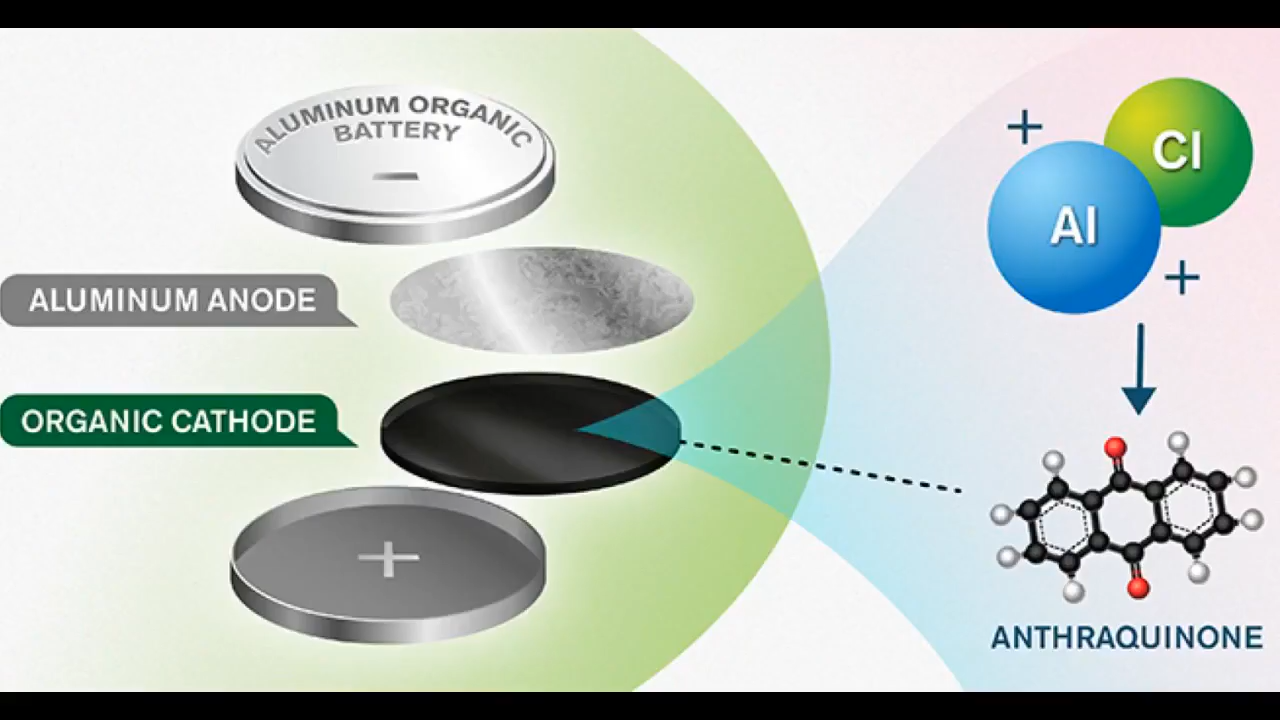 ALUMINUM ORGANIC
BATTERY
-
ALUMINUM ANODE
ORGANIC CATHODE
+
+
Cl
Al
+
ANTHRAQUINONE